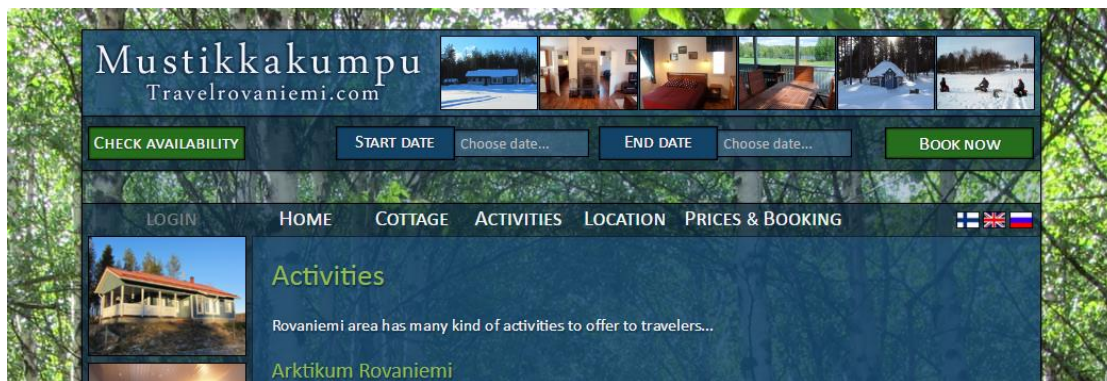 Mustikkakumpu
Travelrovaniemi.com
CHECK AVAILABILITY START DATE Choose date... END DATE Choose date... BOOK NOW
LOGIN HOME COTTAGE ACTIVITIES LOCATION PRICES & BOOKING
Activities
Rovaniemi area has many kind of activities to offer to travelers...
Arktikum Rovaniemi